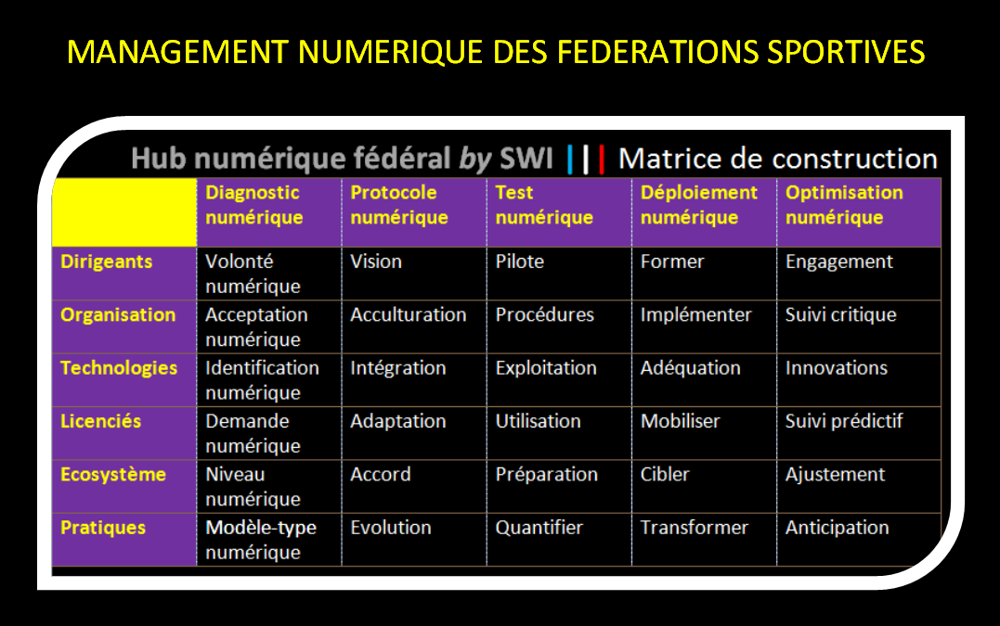 MANAGEMENT NUMERIQUE DES FEDERATIONS SPORTIVES
Hub numérique fédéral by SWI ||| Matrice de construction
Diagnostic numérique Protocole numérique Test numérique Déploiement numérique Optimisation numérique
Dirigeants Volonté numérique Vision Pilote Former Engagement
Organisation Acceptation numérique Acculturation Procédures Implémenter Suivi critique
Technologies Identification numérique Intégration Exploitation Adéquation Innovations
Licenciés Demande numérique Adaptation Utilisation Mobiliser Suivi prédictif
Ecosystème Niveau numérique Accord Préparation Cibler Ajustement
Pratiques Modèle-type numérique Evolution Quantifier Transformer Anticipation